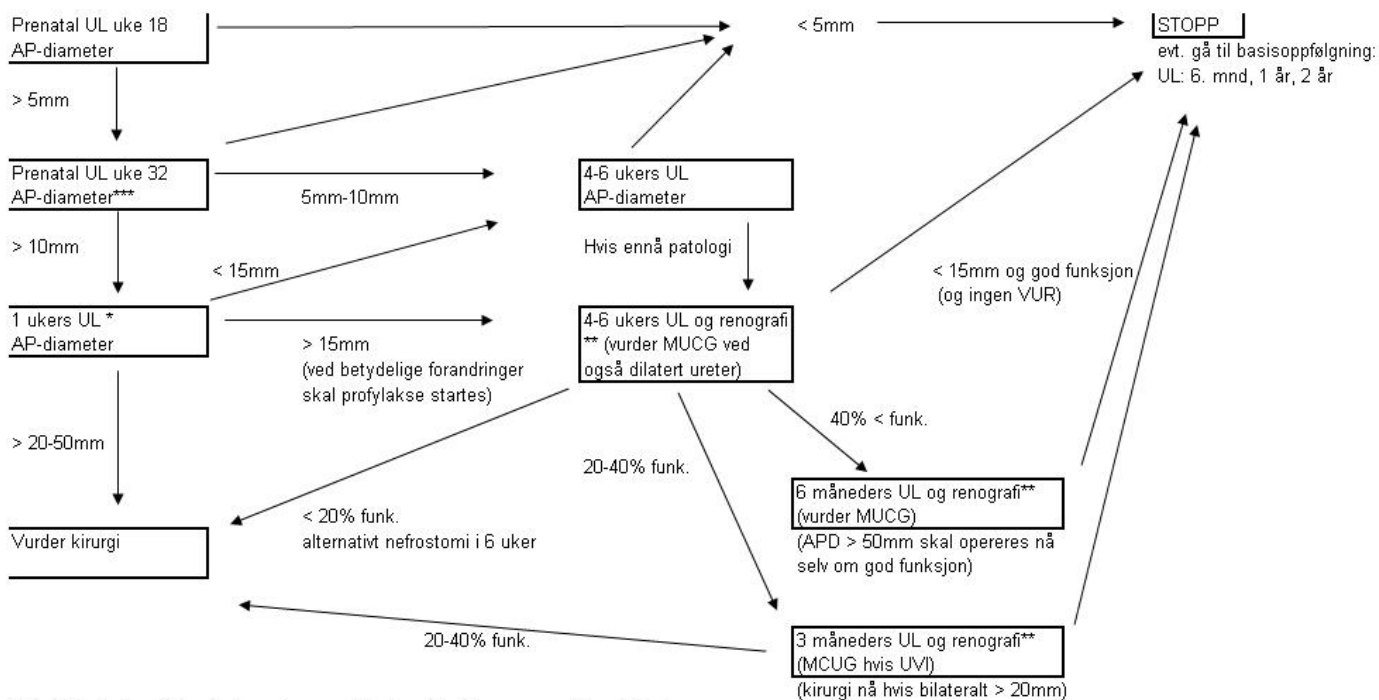 Prenatal UL uke 18
AP-diameter
< 5mm
STOPP
evt. gå til basisoppfølgning:
UL: 6. mnd, 1 år, 2 år
> 5mm
Prenatal UL uke 32
AP-diameter***
5mm-10mm
4-6 ukers UL
AP-diameter
> 10mm
< 15mm
Hvis ennå patologi
< 15mm og god funksjon
(og ingen VUR)
1 ukers UL *
AP-diameter
> 15mm
(ved betydelige forandringer
skal profylakse startes)
4-6 ukers UL og renografi
** (vurder MUCG ved
også dilatert ureter)
> 20-50mm
40% < funk.
20-40% funk.
6 måneders UL og renografi**
(vurder MUCG)
(APD > 50mm skal opereres nå
selv om god funksjon)
< 20% funk.
alternativt nefrostomi i 6 uker
Vurder kirurgi
20-40% funk.
3 måneders UL og renografi**
(MCUG hvis UVI)
(kirurgi nå hvis bilateralt > 20mm)